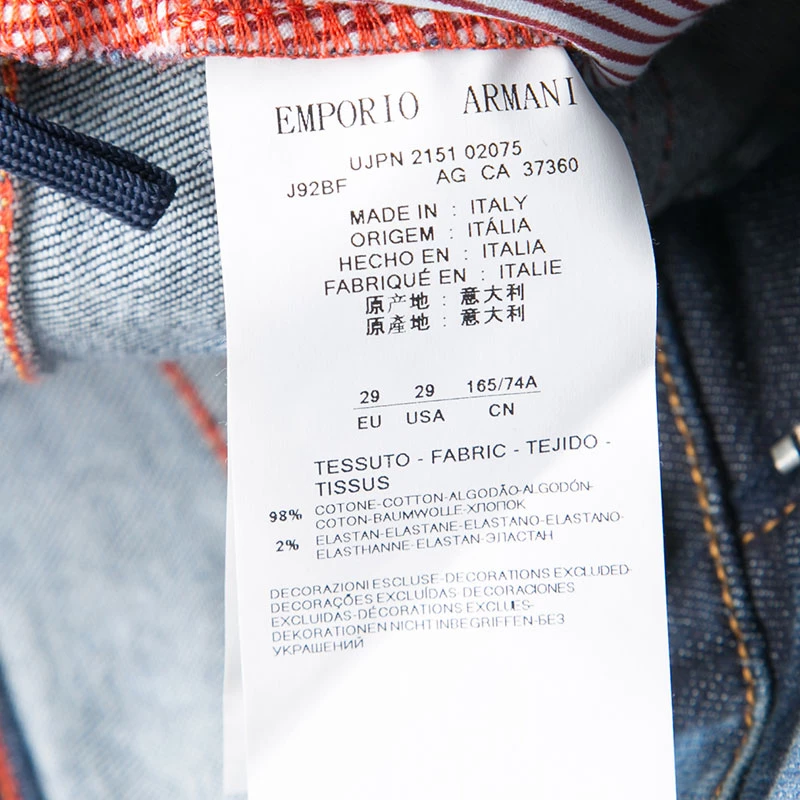 EMPORIO ARMANI
UJPN 2151 02075
J92BF AG CA 37360
MADE IN : ITALY
ORIGEM : ITÁLIA
HECHO EN : ITALIA
FABRIQUÉ EN : ITALIE
原产地 : 意大利
原產地 : 意大利
29 29 165/74A
EU USA CN
TESSUTO - FABRIC - TEJIDO -
TISSUS
98% COTONE-COTTON-ALGODÃO-ALGODÓN-
COTON-BAUMWOLLE-ХЛОПОК
2% ELASTAN-ELASTANE-ELASTANO-ELASTANO-
ELASTHANNE-ELASTAN-ЭЛАСТАН
DECORAZIONI ESCLUSE-DECORATIONS EXCLUDED-
DECORAÇÕES EXCLUÍDAS-DECORACIONES
EXCLUIDAS-DÉCORATIONS EXCLUES-
DEKORATIONEN NICHT INBEGRIFFEN-БЕЗ
УКРАШЕНИЙ